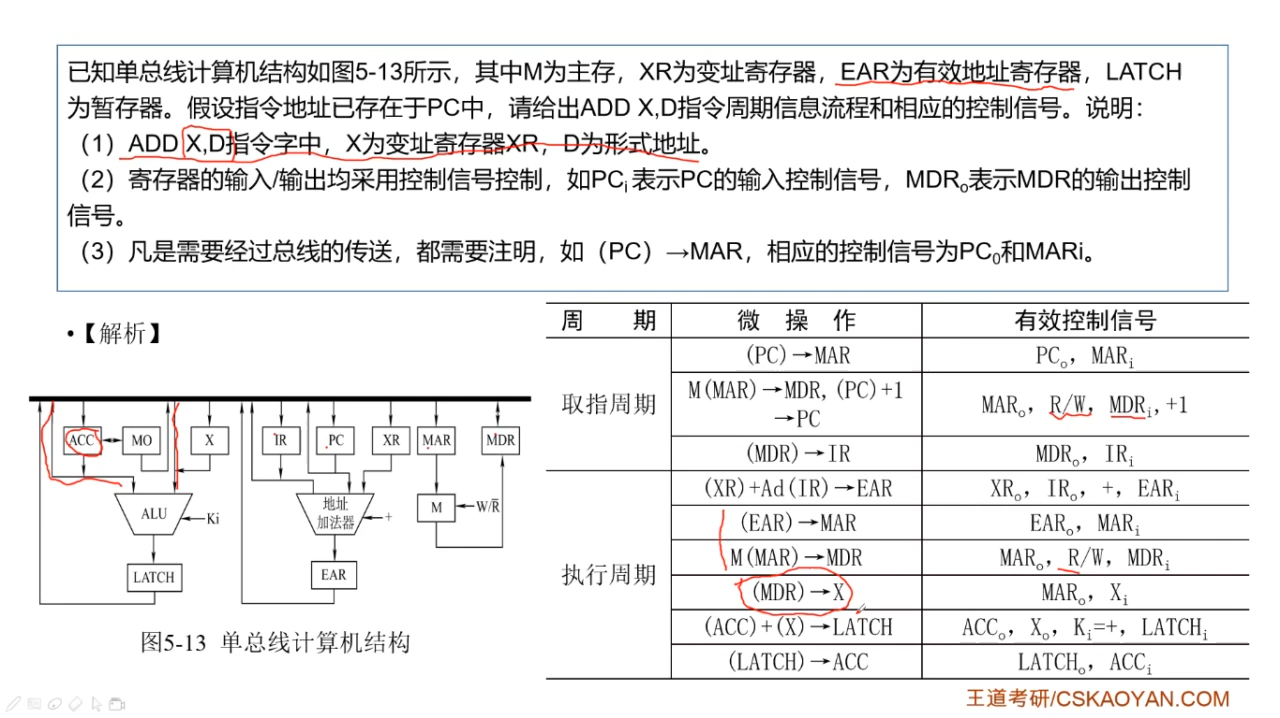 已知单总线计算机结构如图5-13所示，其中M为主存，XR为变址寄存器，EAR为有效地址寄存器，LATCH
为暂存器。假设指令地址已存在于PC中，请给出ADD X,D指令周期信息流程和相应的控制信号。说明：
（1）ADD X,D指令字中，X为变址寄存器XR，D为形式地址。
（2）寄存器的输入/输出均采用控制信号控制，如PCi 表示PC的输入控制信号，MDRo表示MDR的输出控制
信号。
（3）凡是需要经过总线的传送，都需要注明，如（PC）→MAR，相应的控制信号为PC0和MARi。
•【解析】
ACC MO X IR PC XR MAR MDR
ALU Ki 地址 + M W/R̅
加法器
LATCH EAR
图5-13 单总线计算机结构
周 期 微 操 作 有效控制信号
取指周期
(PC)→MAR PCo，MARi
M(MAR)→MDR,(PC)+1
→PC
MARo，R/W，MDRi,+1
(MDR)→IR MDRo，IRi
执行周期
(XR)+Ad(IR)→EAR XRo，IRo，+，EARi
(EAR)→MAR EARo，MARi
M(MAR)→MDR MARo，R/W，MDRi
(MDR)→X MARo，Xi
(ACC)+(X)→LATCH ACCo，Xo，Ki=+，LATCHi
(LATCH)→ACC LATCHo，ACCi
王道考研/CSKAOYAN.COM